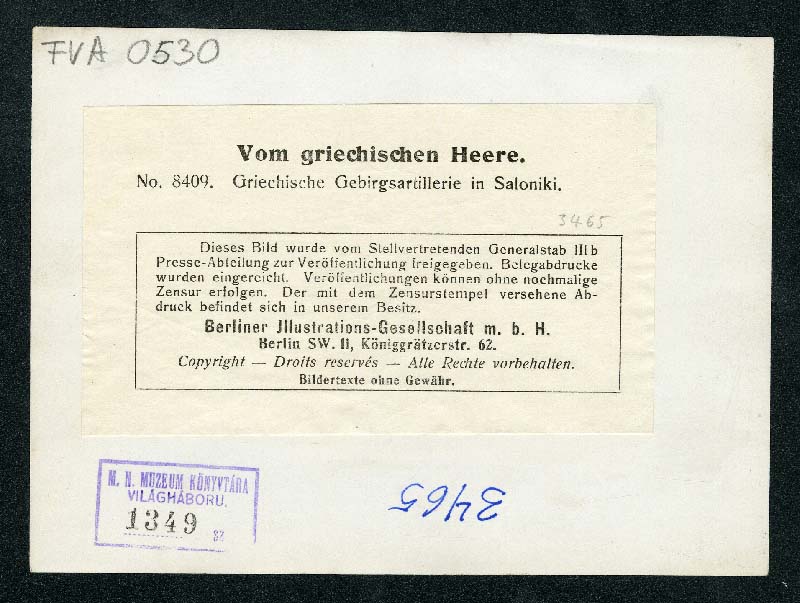 FVA 0530
Vom griechischen Heere.
No. 8409. Griechische Gebirgsartillerie in Saloniki.
3465
Dieses Bild wurde vom Stellvertretenden Generalstab IIIb
Presse-Abteilung zur Veröffentlichung freigegeben. Belegabdrucke
wurden eingereicht. Veröffentlichungen können ohne nochmalige
Zensur erfolgen. Der mit dem Zensurstempel versehene Ab-
druck befindet sich in unserem Besitz.
Berliner Jllustrations-Gesellschaft m. b. H.
Berlin SW. 11, Königgrätzerstr. 62.
Copyright — Droits reservés — Alle Rechte vorbehalten.
Bildertexte ohne Gewähr.
M. N. MUZEUM KÖNYVTÁRA
VILÁGHÁBORU.
1349
3465